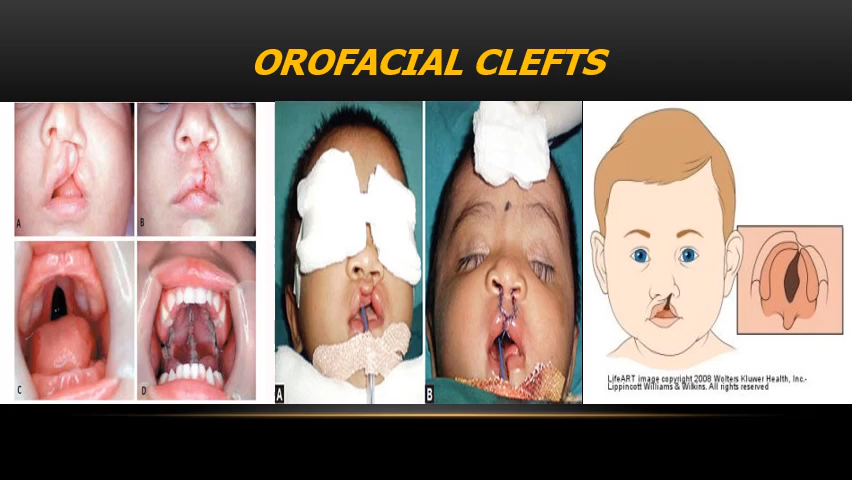 OROFACIAL CLEFTS
A
B
C
D
A
B
LifeART image copyright 2008 Wolters Kluwer Health, Inc.-
Lippincott Williams & Wilkins. All rights reserved